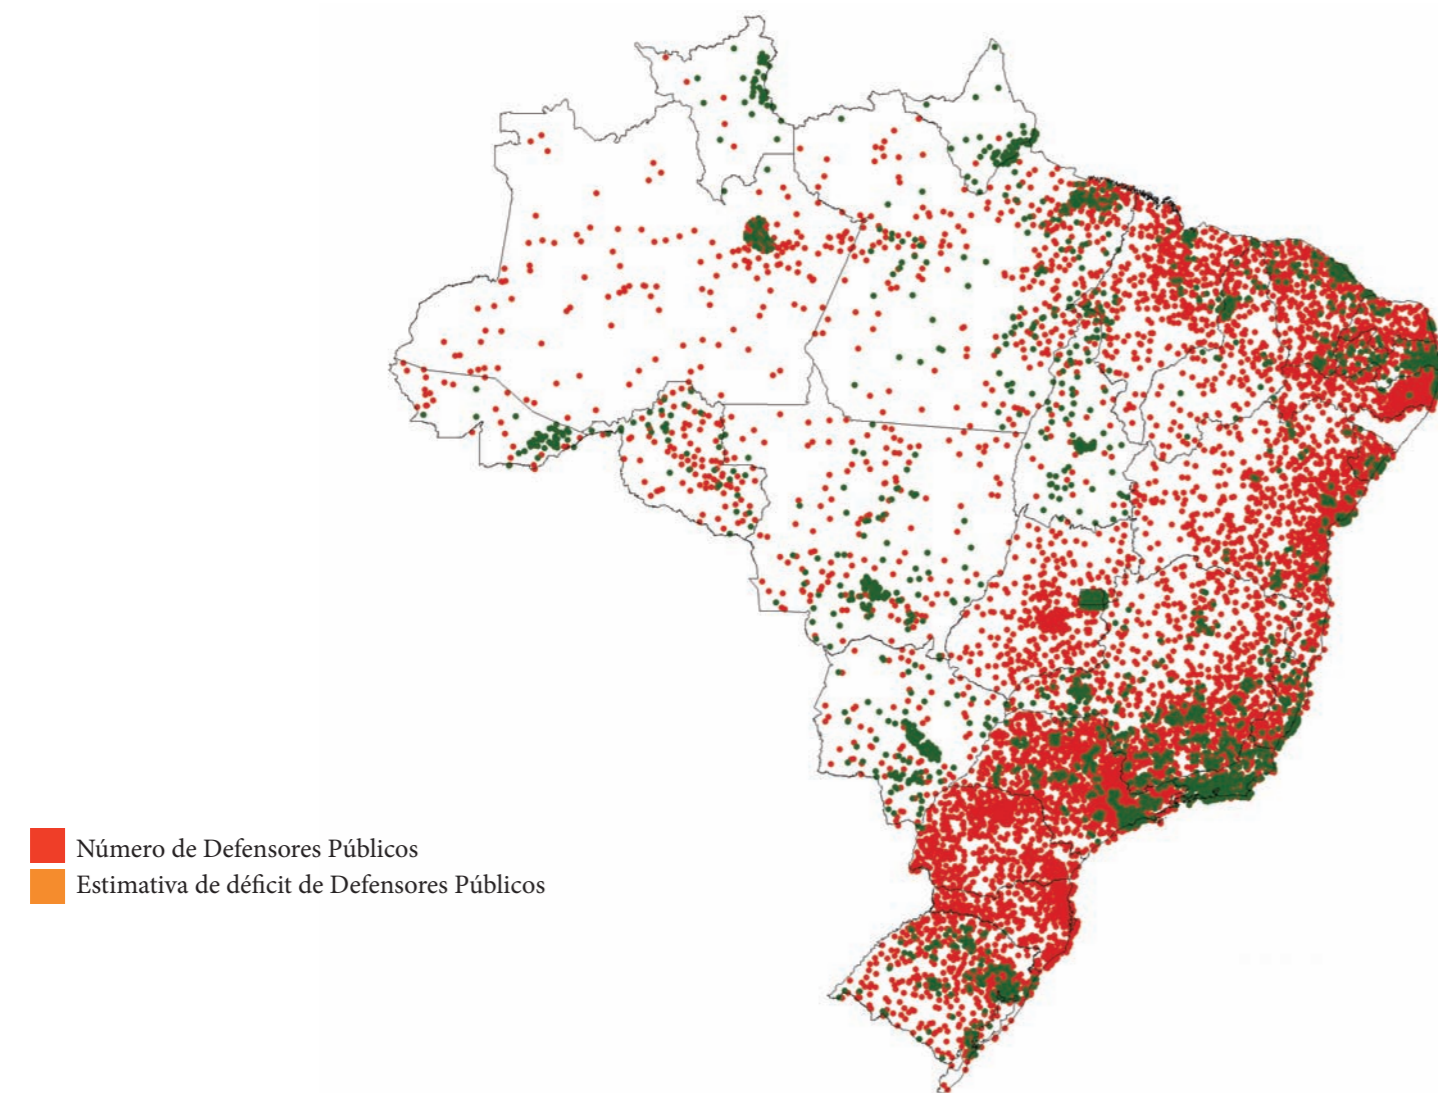 Número de Defensores Públicos
Estimativa de déficit de Defensores Públicos